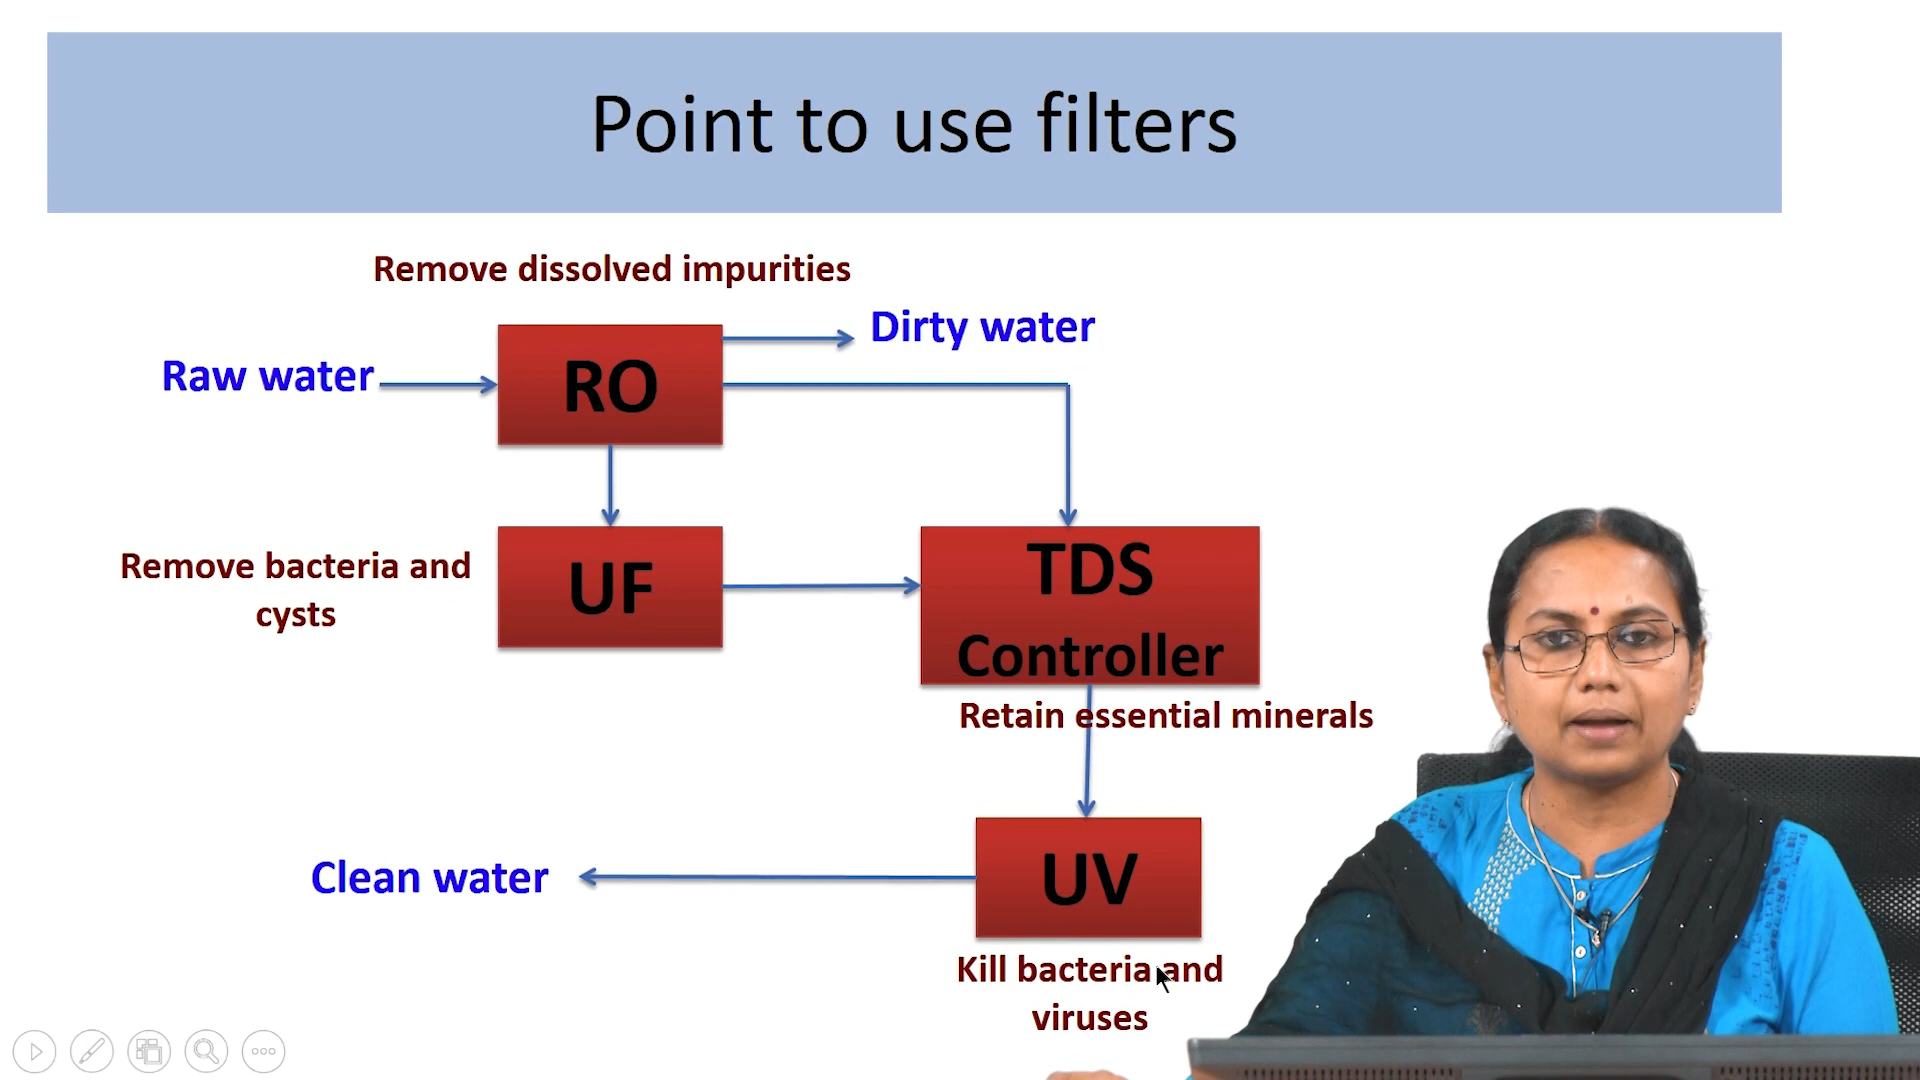 Point to use filters
Remove dissolved impurities
Dirty water
Raw water
RO
Remove bacteria and
cysts
UF
TDS
Controller
Retain essential minerals
Clean water
UV
Kill bacteria and
viruses